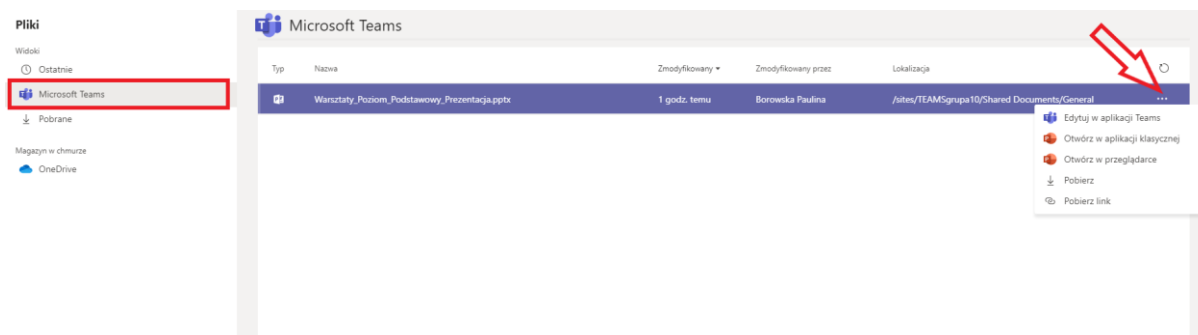 Pliki
Widoki
Ostatnie
Microsoft Teams
Pobrane
Magazyn w chmurze
OneDrive
Microsoft Teams
Typ Nazwa Zmodyfikowany Zmodyfikowany przez Lokalizacja
Warsztaty_Poziom_Podstawowy_Prezentacja.pptx 1 godz. temu Borowska Paulina /sites/TEAMSgrupa10/Shared Documents/General ...
Edytuj w aplikacji Teams
Otwórz w aplikacji klasycznej
Otwórz w przeglądarce
Pobierz
Pobierz link